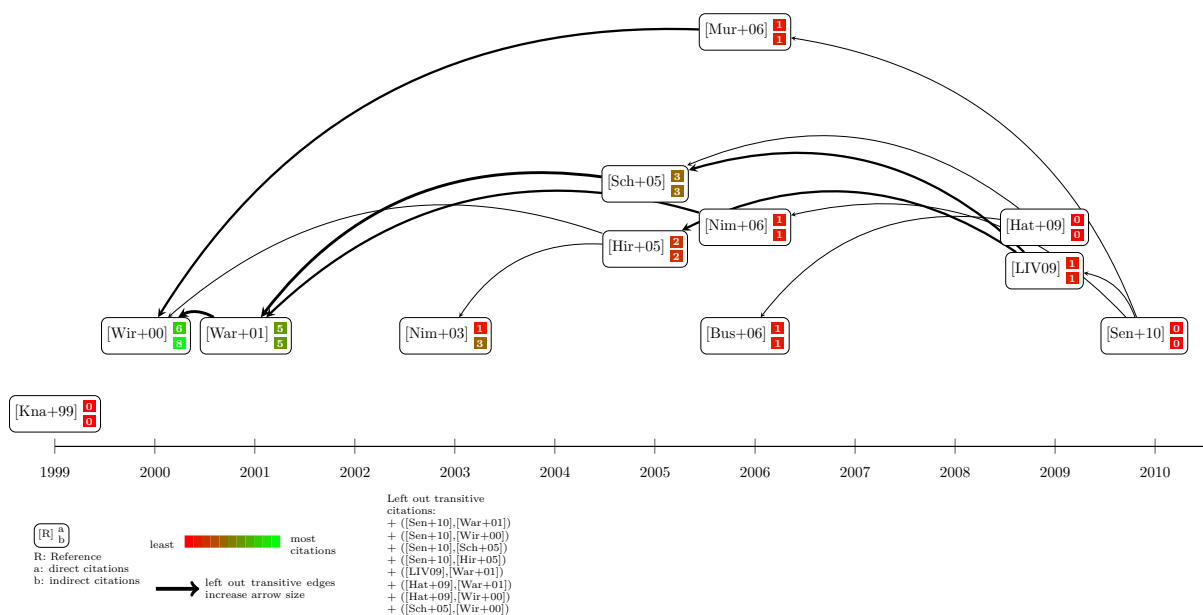 [Mur+06] 1
1
[Sch+05] 3
3
[Nim+06] 1
1
[Hat+09] 0
0
[Hir+05] 2
2
[LIV09] 1
1
[Wir+00] 6
8
[War+01] 5
5
[Nim+03] 1
3
[Bus+06] 1
1
[Sen+10] 0
0
[Kna+99] 0
0
1999 2000 2001 2002 2003 2004 2005 2006 2007 2008 2009 2010
[R] a
b
R: Reference
a: direct citations
b: indirect citations
least
most
citations
left out transitive edges
increase arrow size
Left out transitive
citations:
+ ([Sen+10],[War+01])
+ ([Sen+10],[Wir+00])
+ ([Sen+10],[Sch+05])
+ ([Sen+10],[Hir+05])
+ ([LIV09],[War+01])
+ ([Hat+09],[War+01])
+ ([Hat+09],[Wir+00])
+ ([Sch+05],[Wir+00])